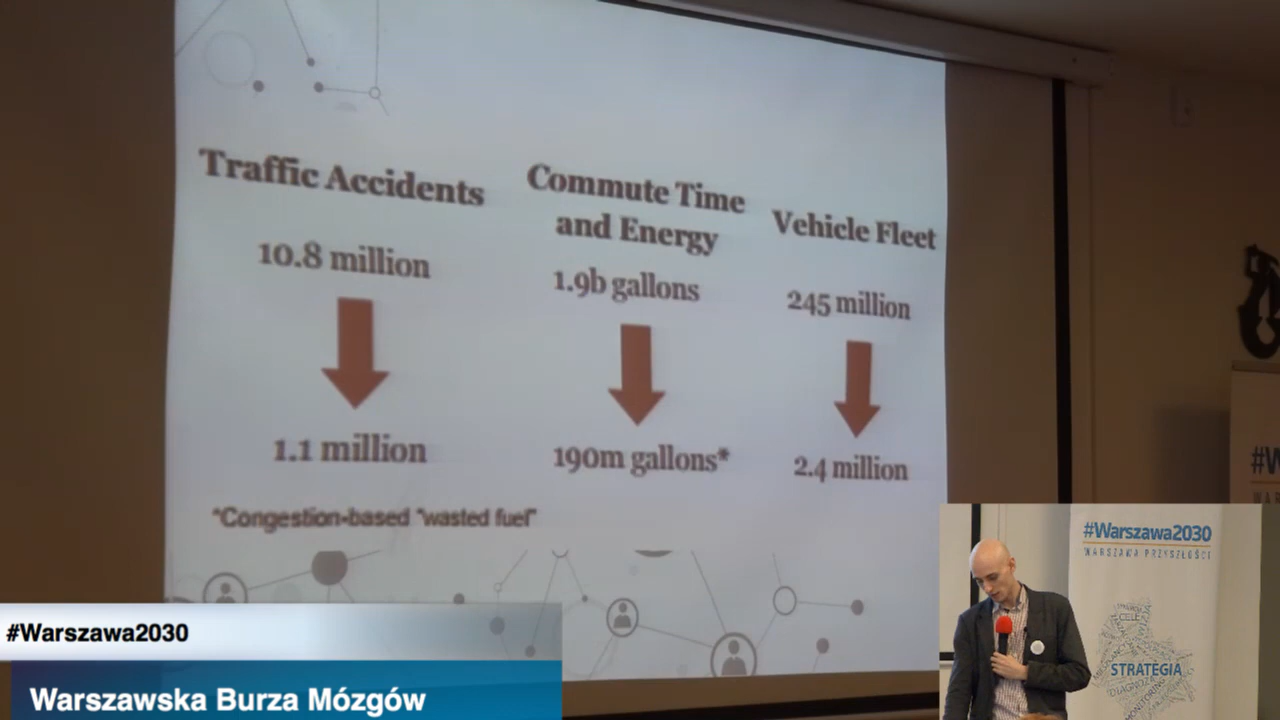 Traffic Accidents
10.8 million
1.1 million
Commute Time
and Energy
1.9b gallons
190m gallons*
Vehicle Fleet
245 million
2.4 million
*Congestion-based "wasted fuel"
#Warszawa2030
Warszawska Burza Mózgów
#W
#Warszawa2030
WARSZAWA PRZYSZŁOŚCI
CELE
STRATEGIA